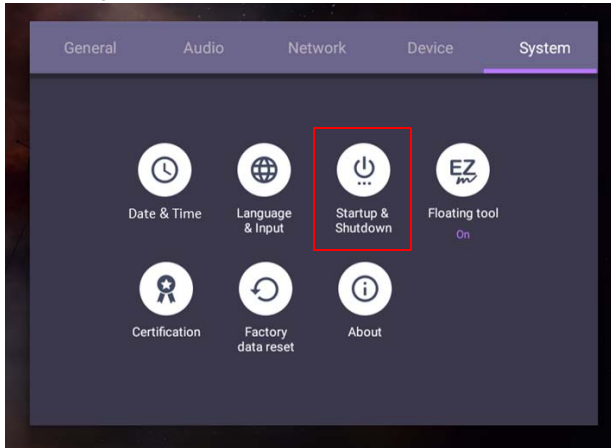 General Audio Network Device System
EZ
Date & Time Language & Input Startup & Shutdown Floating tool
On
Certification Factory data reset About